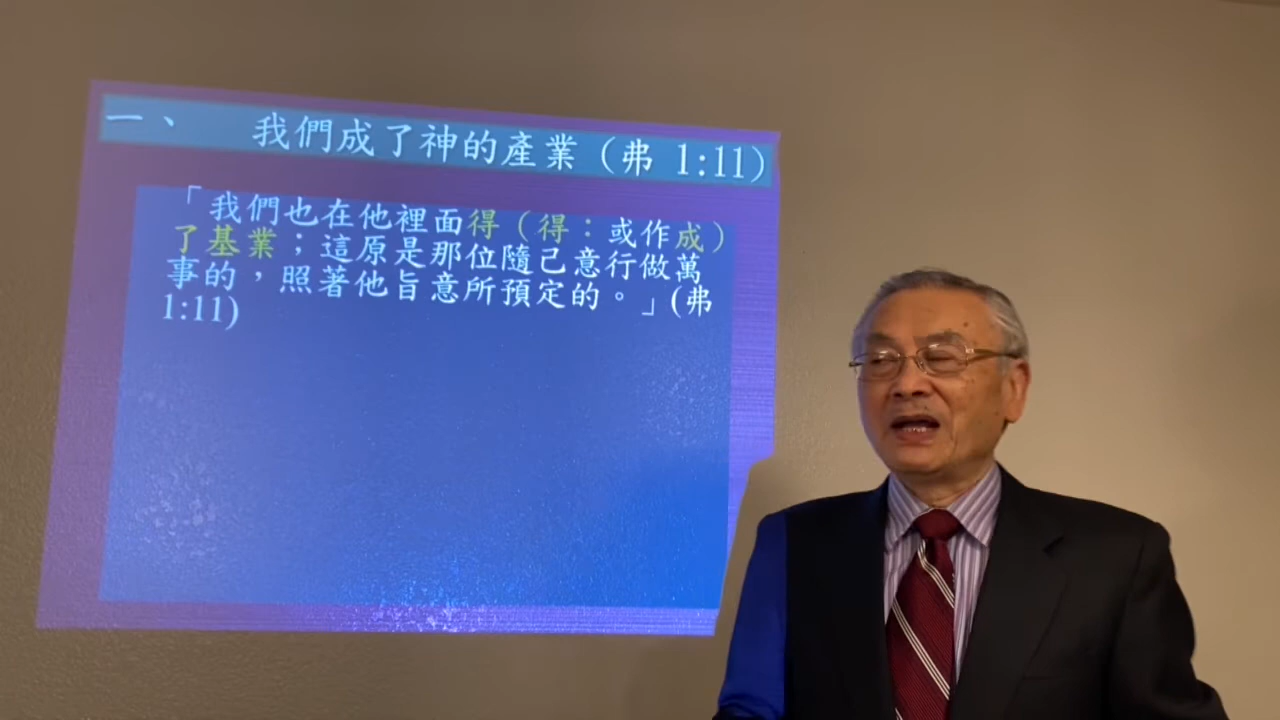 一、 我們成了神的產業（弗 1:11）
「我們也在他裡面得（得：或作成）
了基業；這原是那位隨己意行做萬
事的，照著他旨意所預定的。」(弗
1:11)